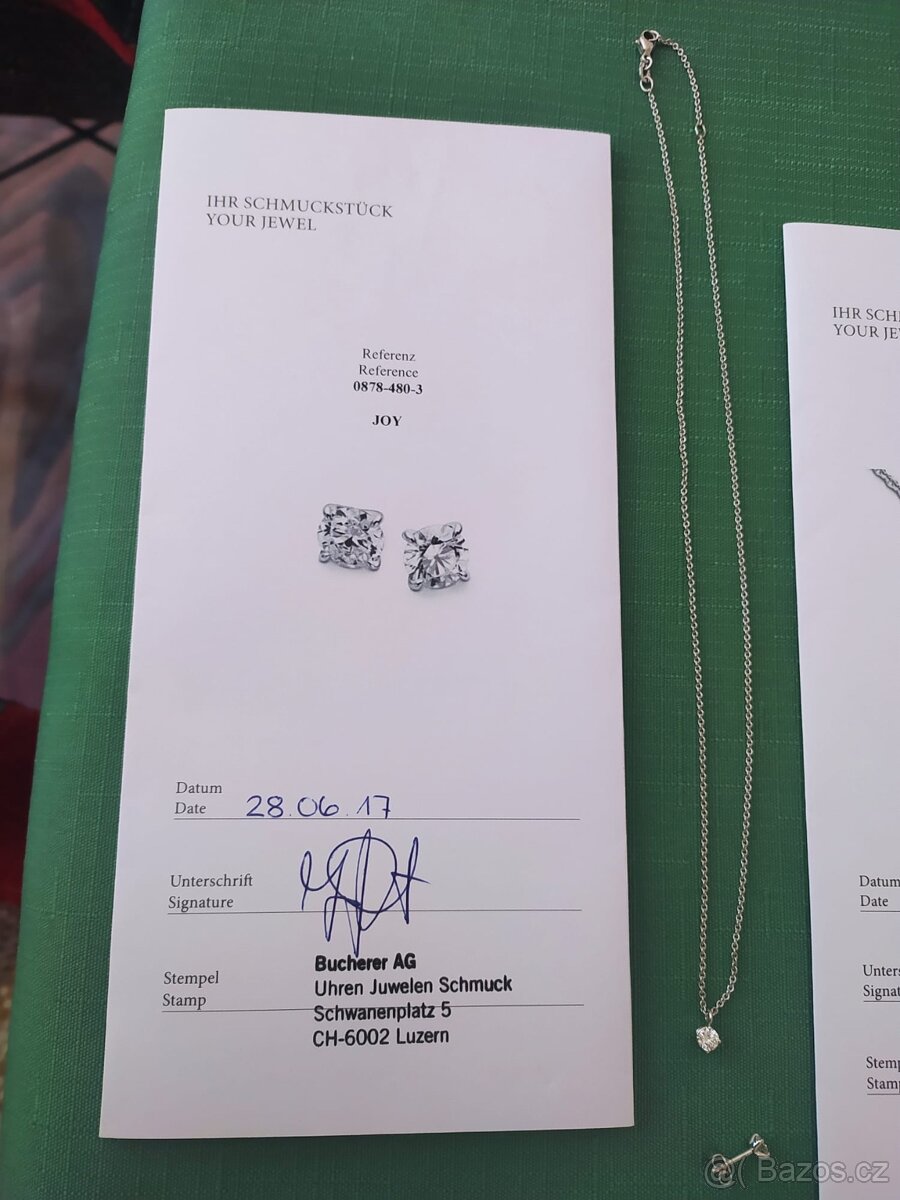 IHR SCHMUCKSTÜCK
YOUR JEWEL
Referenz
Reference
0878-480-3
JOY
Datum
Date 28.06.17
Unterschrift
Signature
Stempel
Stamp
Bucherer AG
Uhren Juwelen Schmuck
Schwanenplatz 5
CH-6002 Luzern
IHR SCH
YOUR JE
Datum
Date
Unters
Signat
Stemp
Stamp
Bazos.cz